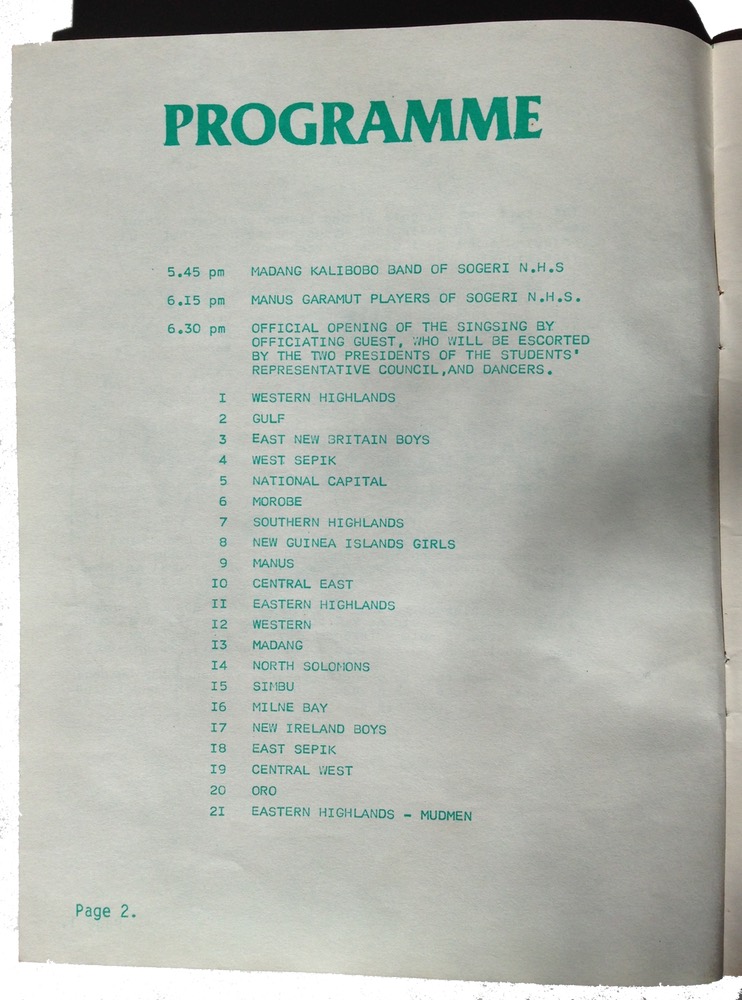 PROGRAMME
5.45 pm MADANG KALIBOBO BAND OF SOGERI N.H.S
6.I5 pm MANUS GARAMUT PLAYERS OF SOGERI N.H.S.
6.30 pm OFFICIAL OPENING OF THE SINGSING BY
OFFICIATING GUEST, WHO WILL BE ESCORTED
BY THE TWO PRESIDENTS OF THE STUDENTS'
REPRESENTATIVE COUNCIL,AND DANCERS.
I WESTERN HIGHLANDS
2 GULF
3 EAST NEW BRITAIN BOYS
4 WEST SEPIK
5 NATIONAL CAPITAL
6 MOROBE
7 SOUTHERN HIGHLANDS
8 NEW GUINEA ISLANDS GIRLS
9 MANUS
I0 CENTRAL EAST
II EASTERN HIGHLANDS
I2 WESTERN
I3 MADANG
I4 NORTH SOLOMONS
I5 SIMBU
I6 MILNE BAY
I7 NEW IRELAND BOYS
I8 EAST SEPIK
I9 CENTRAL WEST
20 ORO
2I EASTERN HIGHLANDS - MUDMEN
Page 2.